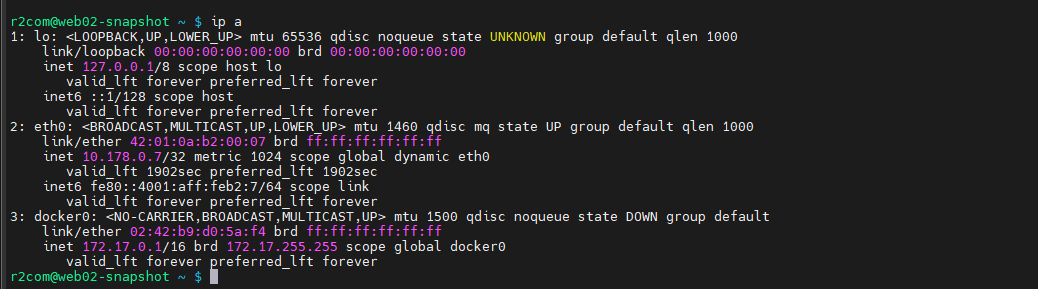 r2com@web02-snapshot ~ $ ip a
1: lo: <LOOPBACK,UP,LOWER_UP> mtu 65536 qdisc noqueue state UNKNOWN group default qlen 1000
    link/loopback 00:00:00:00:00:00 brd 00:00:00:00:00:00
    inet 127.0.0.1/8 scope host lo
       valid_lft forever preferred_lft forever
    inet6 ::1/128 scope host
       valid_lft forever preferred_lft forever
2: eth0: <BROADCAST,MULTICAST,UP,LOWER_UP> mtu 1460 qdisc mq state UP group default qlen 1000
    link/ether 42:01:0a:b2:00:07 brd ff:ff:ff:ff:ff:ff
    inet 10.178.0.7/32 metric 1024 scope global dynamic eth0
       valid_lft 1902sec preferred_lft 1902sec
    inet6 fe80::4001:aff:feb2:7/64 scope link
       valid_lft forever preferred_lft forever
3: docker0: <NO-CARRIER,BROADCAST,MULTICAST,UP> mtu 1500 qdisc noqueue state DOWN group default
    link/ether 02:42:b9:d0:5a:f4 brd ff:ff:ff:ff:ff:ff
    inet 172.17.0.1/16 brd 172.17.255.255 scope global docker0
       valid_lft forever preferred_lft forever
r2com@web02-snapshot ~ $